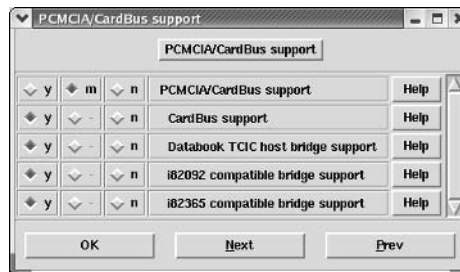 PCMCIA/CardBus support
PCMCIA/CardBus support
y m n PCMCIA/CardBus support Help
y - n CardBus support Help
y - n Databook TCIC host bridge support Help
y - n i82092 compatible bridge support Help
y - n i82365 compatible bridge support Help
OK Next Prev